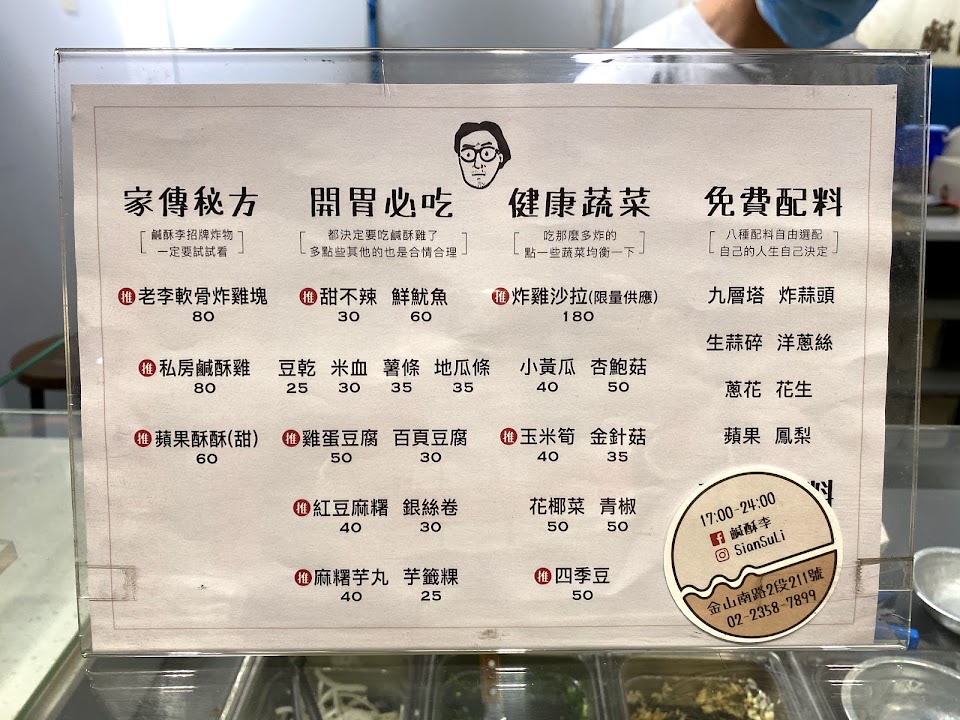 家傳秘方
鹹酥李招牌炸物
一定要試試看
推 老李軟骨炸雞塊
80
推 私房鹹酥雞
80
推 蘋果酥酥(甜)
60
開胃必吃
都決定要吃鹹酥雞了
多點些其他的也是合情合理
推 甜不辣 鮮魷魚
30 60
豆乾 米血 薯條 地瓜條
25 30 35 35
推 雞蛋豆腐 百頁豆腐
50 30
推 紅豆麻糬 銀絲卷
40 30
推 麻糬芋丸 芋籤粿
40 25
健康蔬菜
吃那麼多炸的
點一些蔬菜均衡一下
推 炸雞沙拉(限量供應)
180
小黃瓜 杏鮑菇
40 50
推 玉米筍 金針菇
40 35
花椰菜 青椒
50 50
推 四季豆
50
免費配料
八種配料自由選配
自己的人生自己決定
九層塔 炸蒜頭
生蒜碎 洋蔥絲
蔥花 花生
蘋果 鳳梨
料
17:00-24:00
鹹酥李
SianSuLi
金山南路2段211號
02-2358-7899